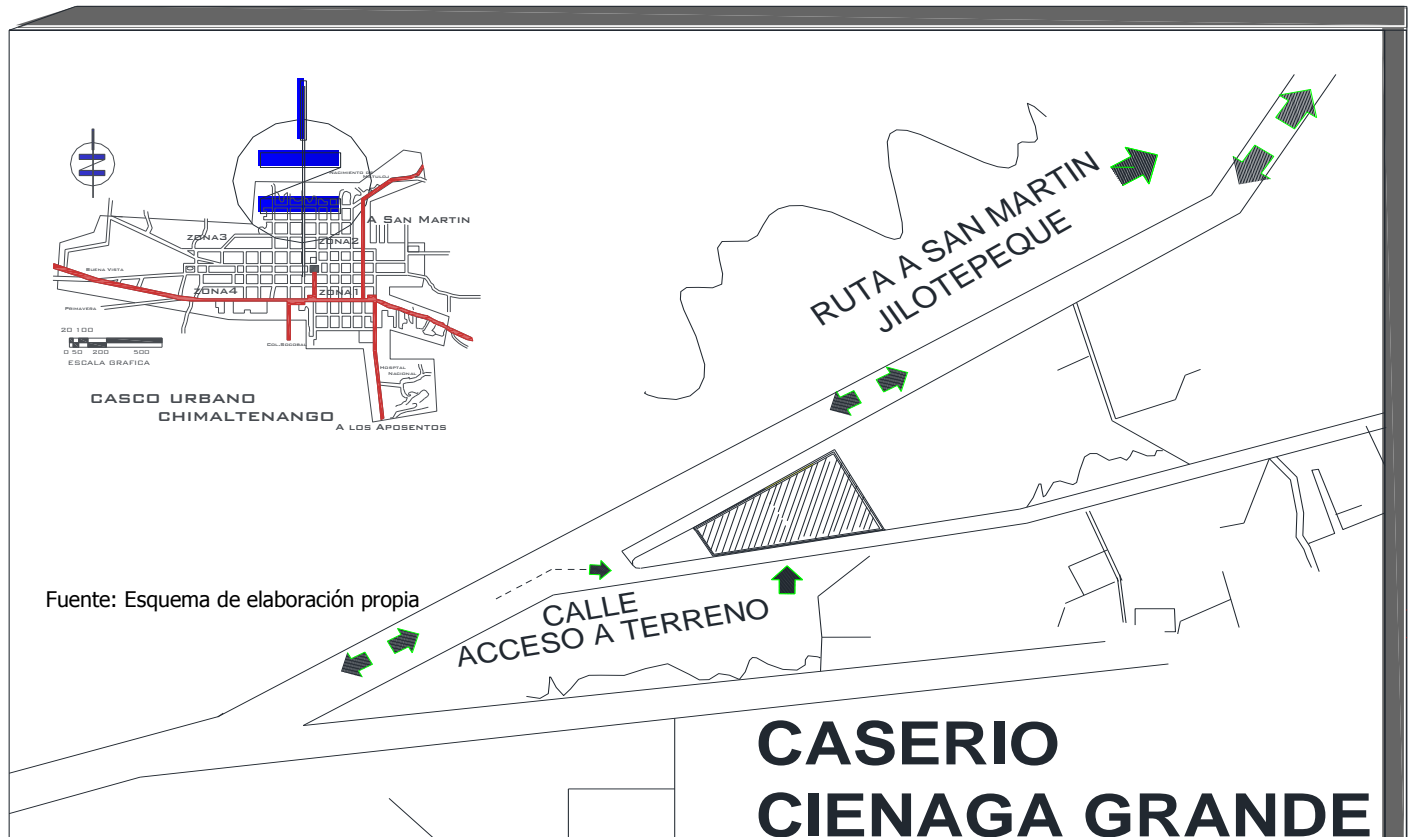 NACIMIENTO DE
A SAN MARTIN
ZONA3
ZONA2
BUENA VISTA
ZONA4
ZONA1
PRIMAVERA
20 100
0 50 200 500
ESCALA GRAFICA
HOSPITAL
NACIONAL
CASCO URBANO
CHIMALTENANGO
A LOS APOSENTOS
RUTA A SAN MARTIN
JILOTEPEQUE
Fuente: Esquema de elaboración propia
CALLE
ACCESO A TERRENO
CASERIO
CIENAGA GRANDE